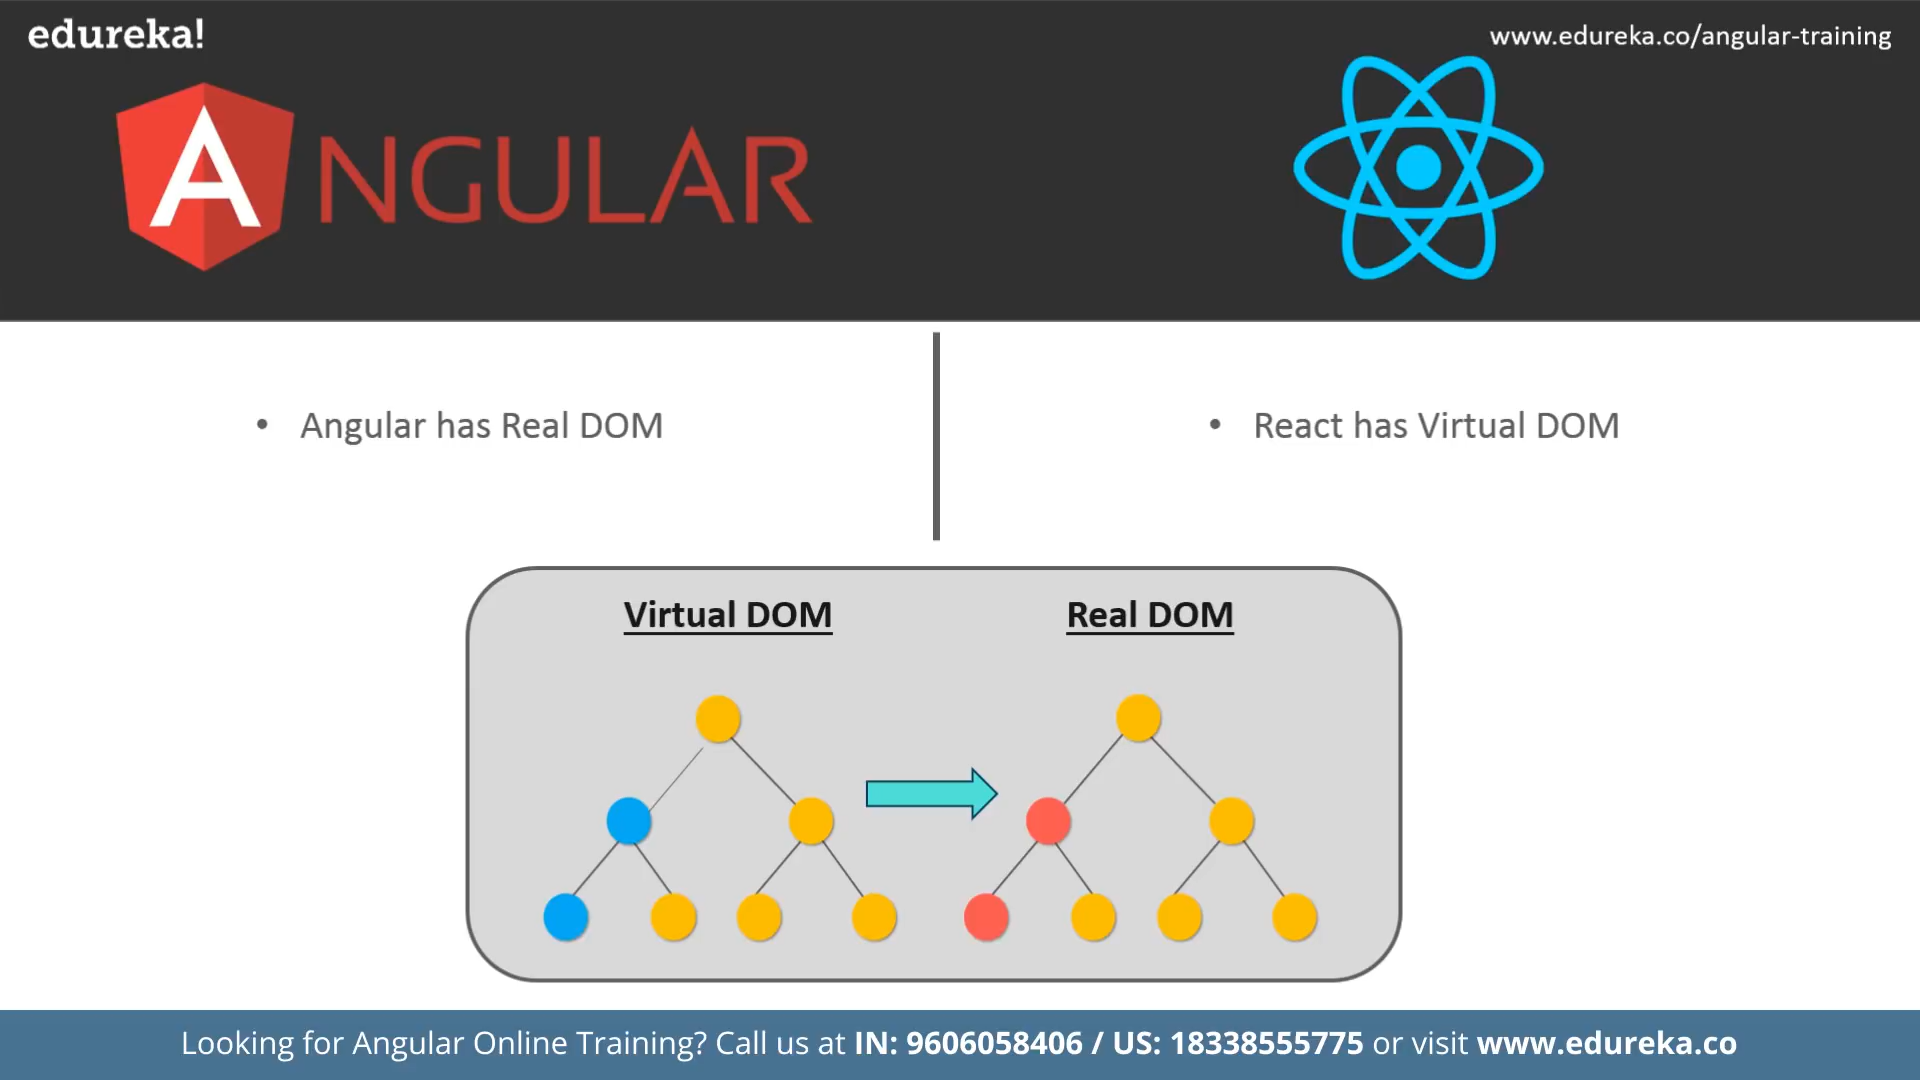 edureka!
www.edureka.co/angular-training
ANGULAR
• Angular has Real DOM
• React has Virtual DOM
Virtual DOM
Real DOM
Looking for Angular Online Training? Call us at IN: 9606058406 / US: 18338555775 or visit www.edureka.co